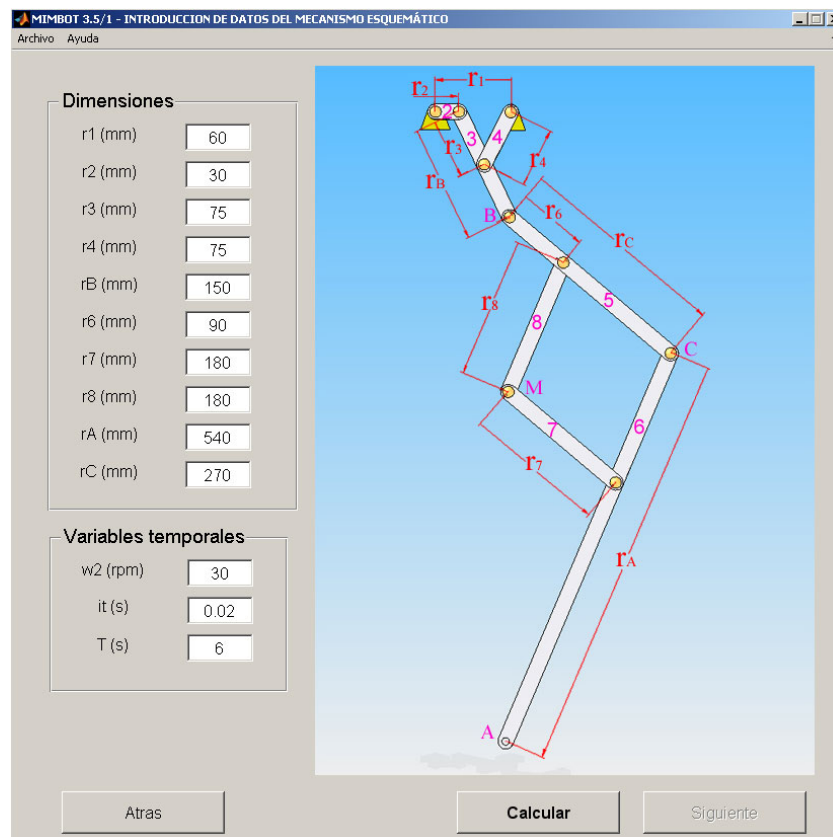 MIMBOT 3.5/1 - INTRODUCCION DE DATOS DEL MECANISMO ESQUEMÁTICO
Archivo Ayuda
Dimensiones
r1 (mm) 60
r2 (mm) 30
r3 (mm) 75
r4 (mm) 75
rB (mm) 150
r6 (mm) 90
r7 (mm) 180
r8 (mm) 180
rA (mm) 540
rC (mm) 270
Variables temporales
w2 (rpm) 30
it (s) 0.02
T (s) 6
r1
r2
2
3
4
r3
r4
rB
B
r6
rC
r8
5
8
C
M
7
6
r7
rA
A
Atras
Calcular
Siguiente